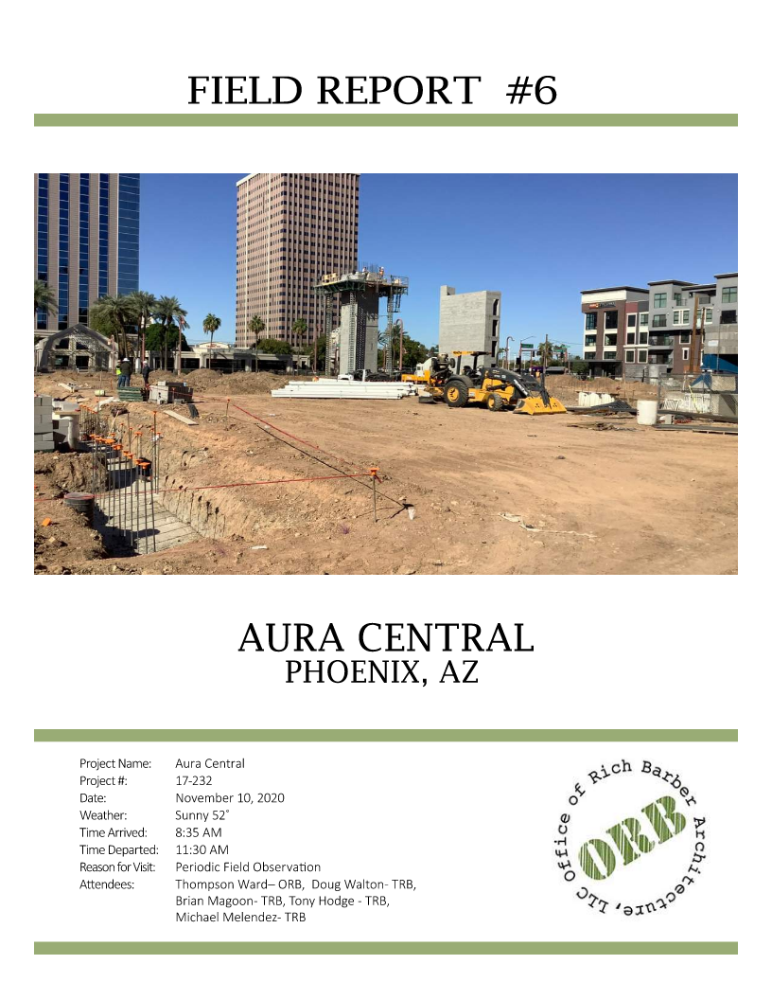 FIELD REPORT #6
AURA CENTRAL
PHOENIX, AZ
Project Name: Aura Central
Project #: 17-232
Date: November 10, 2020
Weather: Sunny 52˚
Time Arrived: 8:35 AM
Time Departed: 11:30 AM
Reason for Visit: Periodic Field Observation
Attendees: Thompson Ward– ORB, Doug Walton- TRB,
Brian Magoon- TRB, Tony Hodge - TRB,
Michael Melendez- TRB
Office of Rich Barber Architecture, LLC
ORB